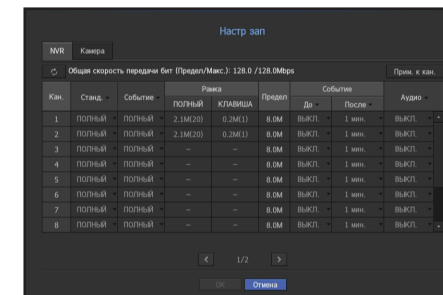 Настр зап
NVR Камера
Общая скорость передачи бит (Предел/Макс.): 128.0 /128.0Mbps Прим. к кан.
Кан. Станд. Событие Рамка Предел Событие Аудио
ПОЛНЫЙ КЛАВИША До После
1 ПОЛНЫЙ ПОЛНЫЙ 2.1M(20) 0.2M(1) 8.0M ВЫКЛ. 1 мин. ВЫКЛ.
2 ПОЛНЫЙ ПОЛНЫЙ 2.1M(20) 0.2M(1) 8.0M ВЫКЛ. 1 мин. ВЫКЛ.
3 ПОЛНЫЙ ПОЛНЫЙ – – 8.0M ВЫКЛ. 1 мин. ВЫКЛ.
4 ПОЛНЫЙ ПОЛНЫЙ – – 8.0M ВЫКЛ. 1 мин. ВЫКЛ.
5 ПОЛНЫЙ ПОЛНЫЙ – – 8.0M ВЫКЛ. 1 мин. ВЫКЛ.
6 ПОЛНЫЙ ПОЛНЫЙ – – 8.0M ВЫКЛ. 1 мин. ВЫКЛ.
7 ПОЛНЫЙ ПОЛНЫЙ – – 8.0M ВЫКЛ. 1 мин. ВЫКЛ.
8 ПОЛНЫЙ ПОЛНЫЙ – – 8.0M ВЫКЛ. 1 мин. ВЫКЛ.
< 1/2 >
OK Отмена